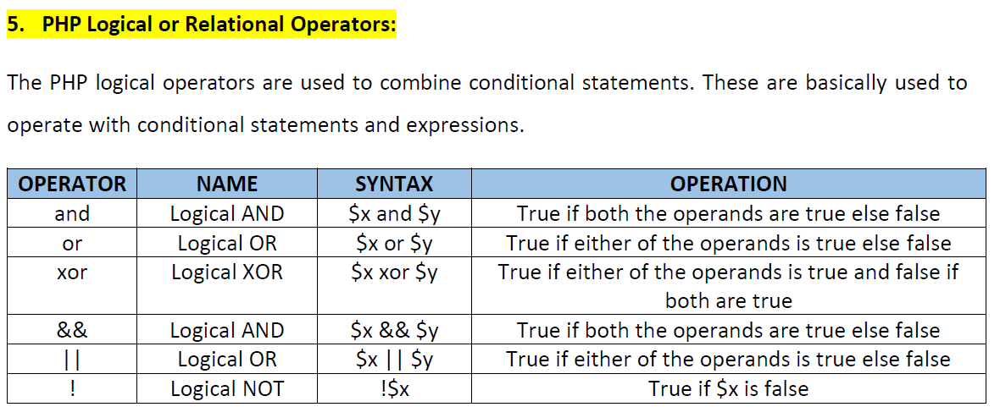 5. PHP Logical or Relational Operators:
The PHP logical operators are used to combine conditional statements. These are basically used to
operate with conditional statements and expressions.
OPERATOR NAME SYNTAX OPERATION
and Logical AND $x and $y True if both the operands are true else false
or Logical OR $x or $y True if either of the operands is true else false
xor Logical XOR $x xor $y True if either of the operands is true and false if
both are true
&& Logical AND $x && $y True if both the operands are true else false
|| Logical OR $x || $y True if either of the operands is true else false
! Logical NOT !$x True if $x is false